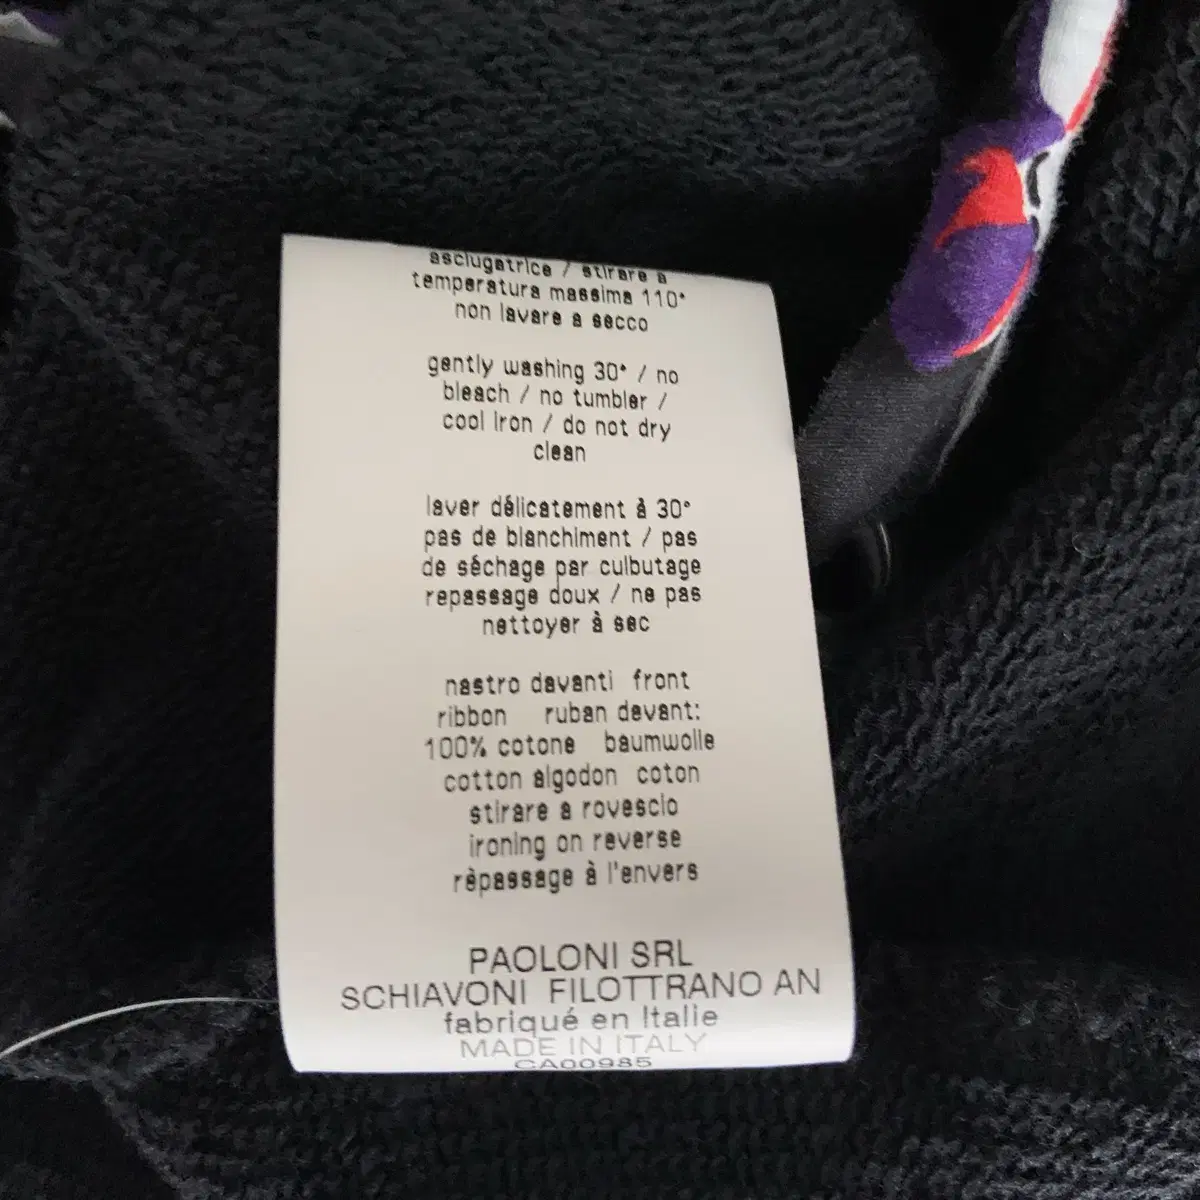 asciugatrice / stirare a
temperatura massima 110°
non lavare a secco
gently washing 30° / no
bleach / no tumbler /
cool iron / do not dry
clean
laver délicatement à 30°
pas de blanchiment / pas
de séchage par culbutage
repassage doux / ne pas
nettoyer à sec
nastro davanti front
ribbon ruban devant:
100% cotone baumwolle
cotton algodon coton
stirare a rovescio
ironing on reverse
rèpassage à l'envers
PAOLONI SRL
SCHIAVONI FILOTTRANO AN
fabriqué en Italie
MADE IN ITALY
CA00985